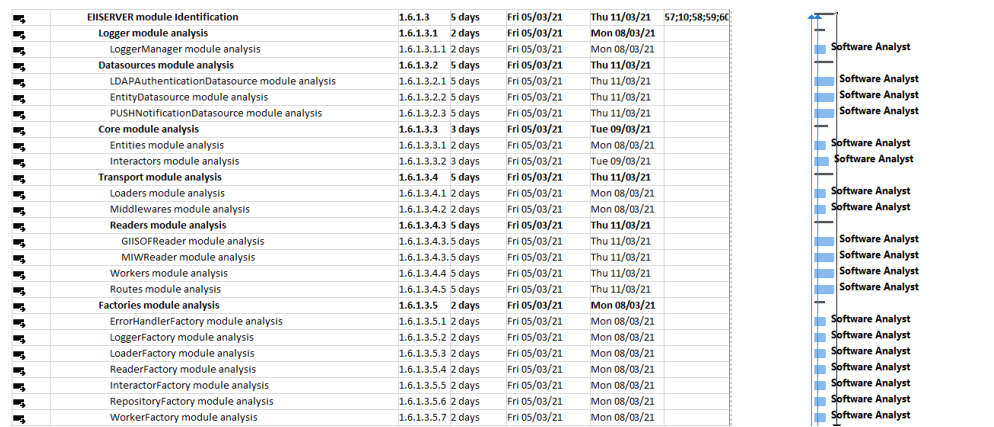 EIISERVER module Identification 1.6.1.3 5 days Fri 05/03/21 Thu 11/03/21 57;10;58;59;60
Logger module analysis 1.6.1.3.1 2 days Fri 05/03/21 Mon 08/03/21
LoggerManager module analysis 1.6.1.3.1.1 2 days Fri 05/03/21 Mon 08/03/21 Software Analyst
Datasources module analysis 1.6.1.3.2 5 days Fri 05/03/21 Thu 11/03/21
LDAPAuthenticationDatasource module analysis 1.6.1.3.2.1 5 days Fri 05/03/21 Thu 11/03/21 Software Analyst
EntityDatasource module analysis 1.6.1.3.2.2 5 days Fri 05/03/21 Thu 11/03/21 Software Analyst
PUSHNotificationDatasource module analysis 1.6.1.3.2.3 5 days Fri 05/03/21 Thu 11/03/21 Software Analyst
Core module analysis 1.6.1.3.3 3 days Fri 05/03/21 Tue 09/03/21
Entities module analysis 1.6.1.3.3.1 2 days Fri 05/03/21 Mon 08/03/21 Software Analyst
Interactors module analysis 1.6.1.3.3.2 3 days Fri 05/03/21 Tue 09/03/21 Software Analyst
Transport module analysis 1.6.1.3.4 5 days Fri 05/03/21 Thu 11/03/21
Loaders module analysis 1.6.1.3.4.1 2 days Fri 05/03/21 Mon 08/03/21 Software Analyst
Middlewares module analysis 1.6.1.3.4.2 2 days Fri 05/03/21 Mon 08/03/21 Software Analyst
Readers module analysis 1.6.1.3.4.3 5 days Fri 05/03/21 Thu 11/03/21
GIISOFReader module analysis 1.6.1.3.4.3. 5 days Fri 05/03/21 Thu 11/03/21 Software Analyst
MIWReader module analysis 1.6.1.3.4.3. 5 days Fri 05/03/21 Thu 11/03/21 Software Analyst
Workers module analysis 1.6.1.3.4.4 5 days Fri 05/03/21 Thu 11/03/21 Software Analyst
Routes module analysis 1.6.1.3.4.5 5 days Fri 05/03/21 Thu 11/03/21 Software Analyst
Factories module analysis 1.6.1.3.5 2 days Fri 05/03/21 Mon 08/03/21
ErrorHandlerFactory module analysis 1.6.1.3.5.1 2 days Fri 05/03/21 Mon 08/03/21 Software Analyst
LoggerFactory module analysis 1.6.1.3.5.2 2 days Fri 05/03/21 Mon 08/03/21 Software Analyst
LoaderFactory module analysis 1.6.1.3.5.3 2 days Fri 05/03/21 Mon 08/03/21 Software Analyst
ReaderFactory module analysis 1.6.1.3.5.4 2 days Fri 05/03/21 Mon 08/03/21 Software Analyst
InteractorFactory module analysis 1.6.1.3.5.5 2 days Fri 05/03/21 Mon 08/03/21 Software Analyst
RepositoryFactory module analysis 1.6.1.3.5.6 2 days Fri 05/03/21 Mon 08/03/21 Software Analyst
WorkerFactory module analysis 1.6.1.3.5.7 2 days Fri 05/03/21 Mon 08/03/21 Software Analyst